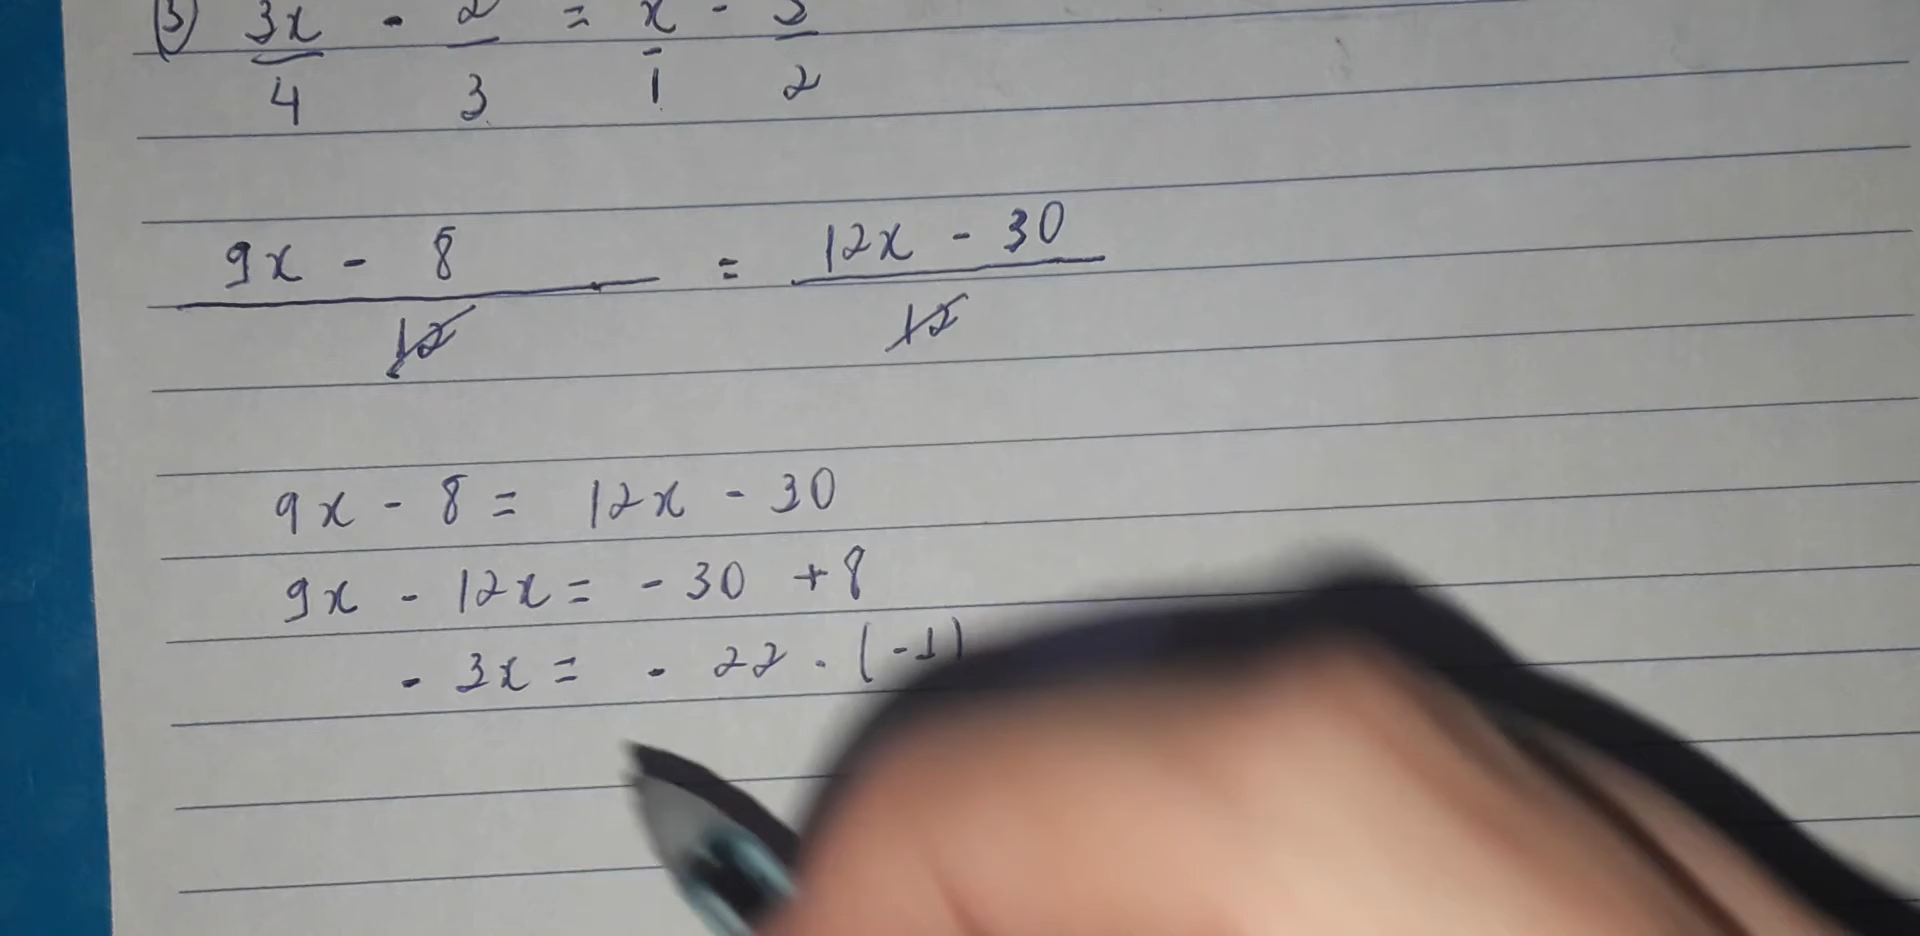 3) 3x/4 - 2/3 = x/1 - 5/2
9x - 8 / 12 = 12x - 30 / 12
9x - 8 = 12x - 30
9x - 12x = - 30 + 8
- 3x = - 22 . (-1)